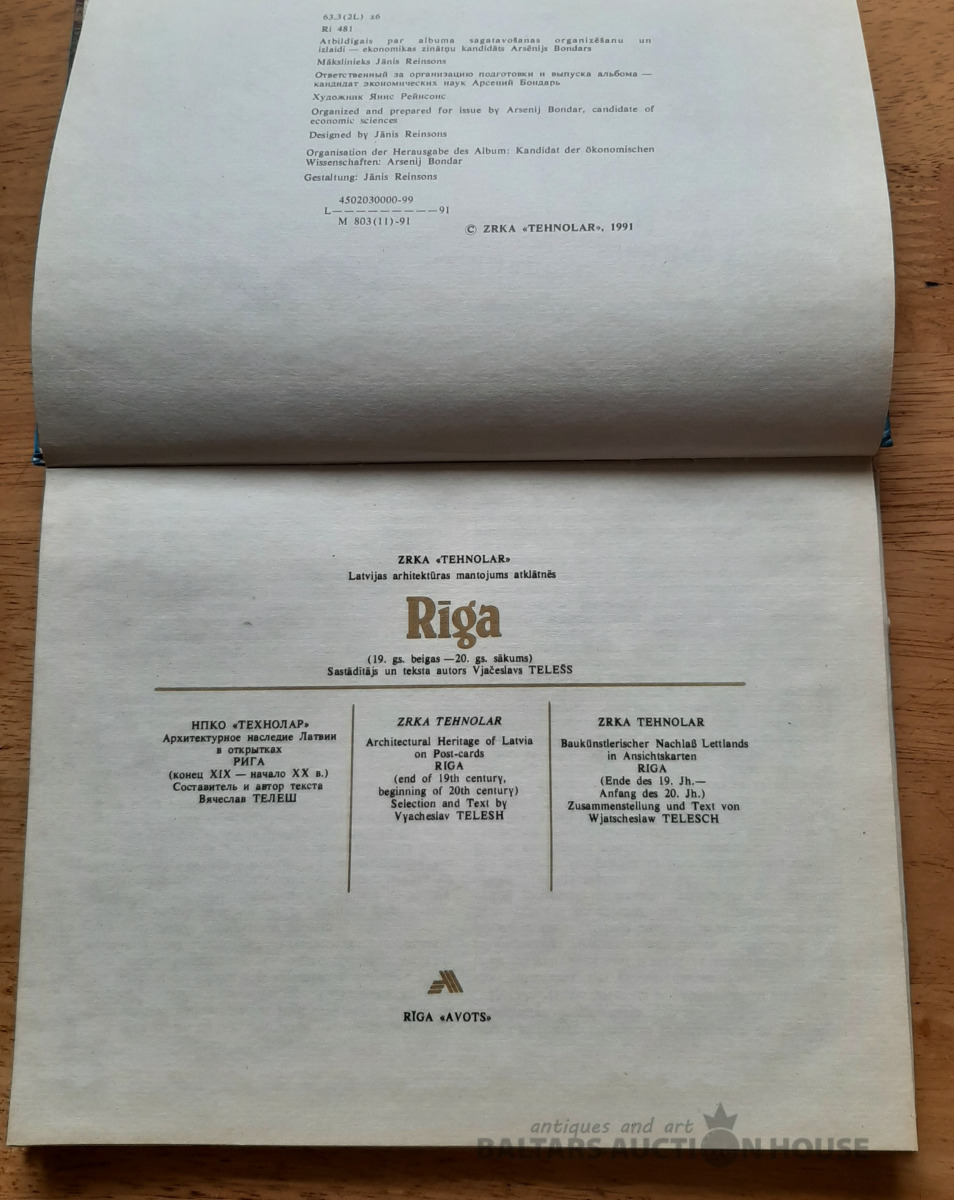 63.3(2L) z6
Ri 481
Atbildīgais par albuma sagatavošanas organizēšanu un
izlaidi — ekonomikas zinātņu kandidāts Arsēnijs Bondars
Mākslinieks Jānis Reinsons
Ответственный за организацию подготовки и выпуска альбома —
кандидат экономических наук Арсений Бондарь
Художник Янис Рейнсонс
Organized and prepared for issue by Arsenij Bondar, candidate of
economic sciences
Designed by Jānis Reinsons
Organisation der Herausgabe des Album: Kandidat der ökonomischen
Wissenschaften: Arsenij Bondar
Gestaltung: Jānis Reinsons
4502030000-99
L—————————91
M 803(11)-91
© ZRKA «TEHNOLAR», 1991
ZRKA «TEHNOLAR»
Latvijas arhitektūras mantojums atklātnēs
Rīga
(19. gs. beigas —20. gs. sākums)
Sastādītājs un teksta autors Vjačeslavs TELEŠS
НПКО «ТЕХНОЛАР»
Архитектурное наследие Латвии
в открытках
РИГА
(конец XIX — начало XX в.)
Составитель и автор текста
Вячеслав ТЕЛЕШ
ZRKA TEHNOLAR
Architectural Heritage of Latvia
on Post-cards
RIGA
(end of 19th century,
beginning of 20th century)
Selection and Text by
Vyacheslav TELESH
ZRKA TEHNOLAR
Baukünstlerischer Nachlaß Lettlands
in Ansichtskarten
RIGA
(Ende des 19. Jh.—
Anfang des 20. Jh.)
Zusammenstellung und Text von
Wjatscheslaw TELESCH
RĪGA «AVOTS»
antiques and art
BALTARS AUCTION HOUSE